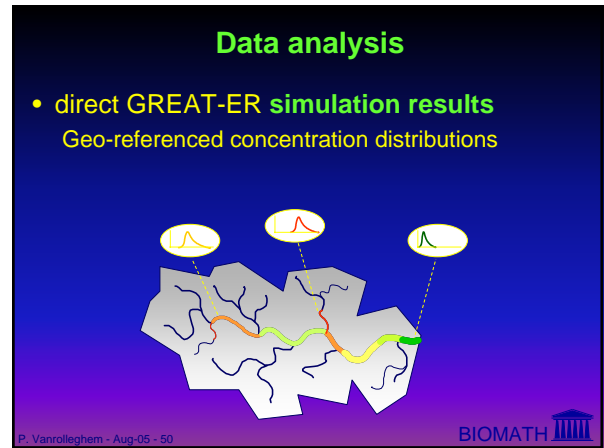 Data analysis
• direct GREAT-ER simulation results
Geo-referenced concentration distributions
P. Vanrolleghem - Aug-05 - 50
BIOMATH